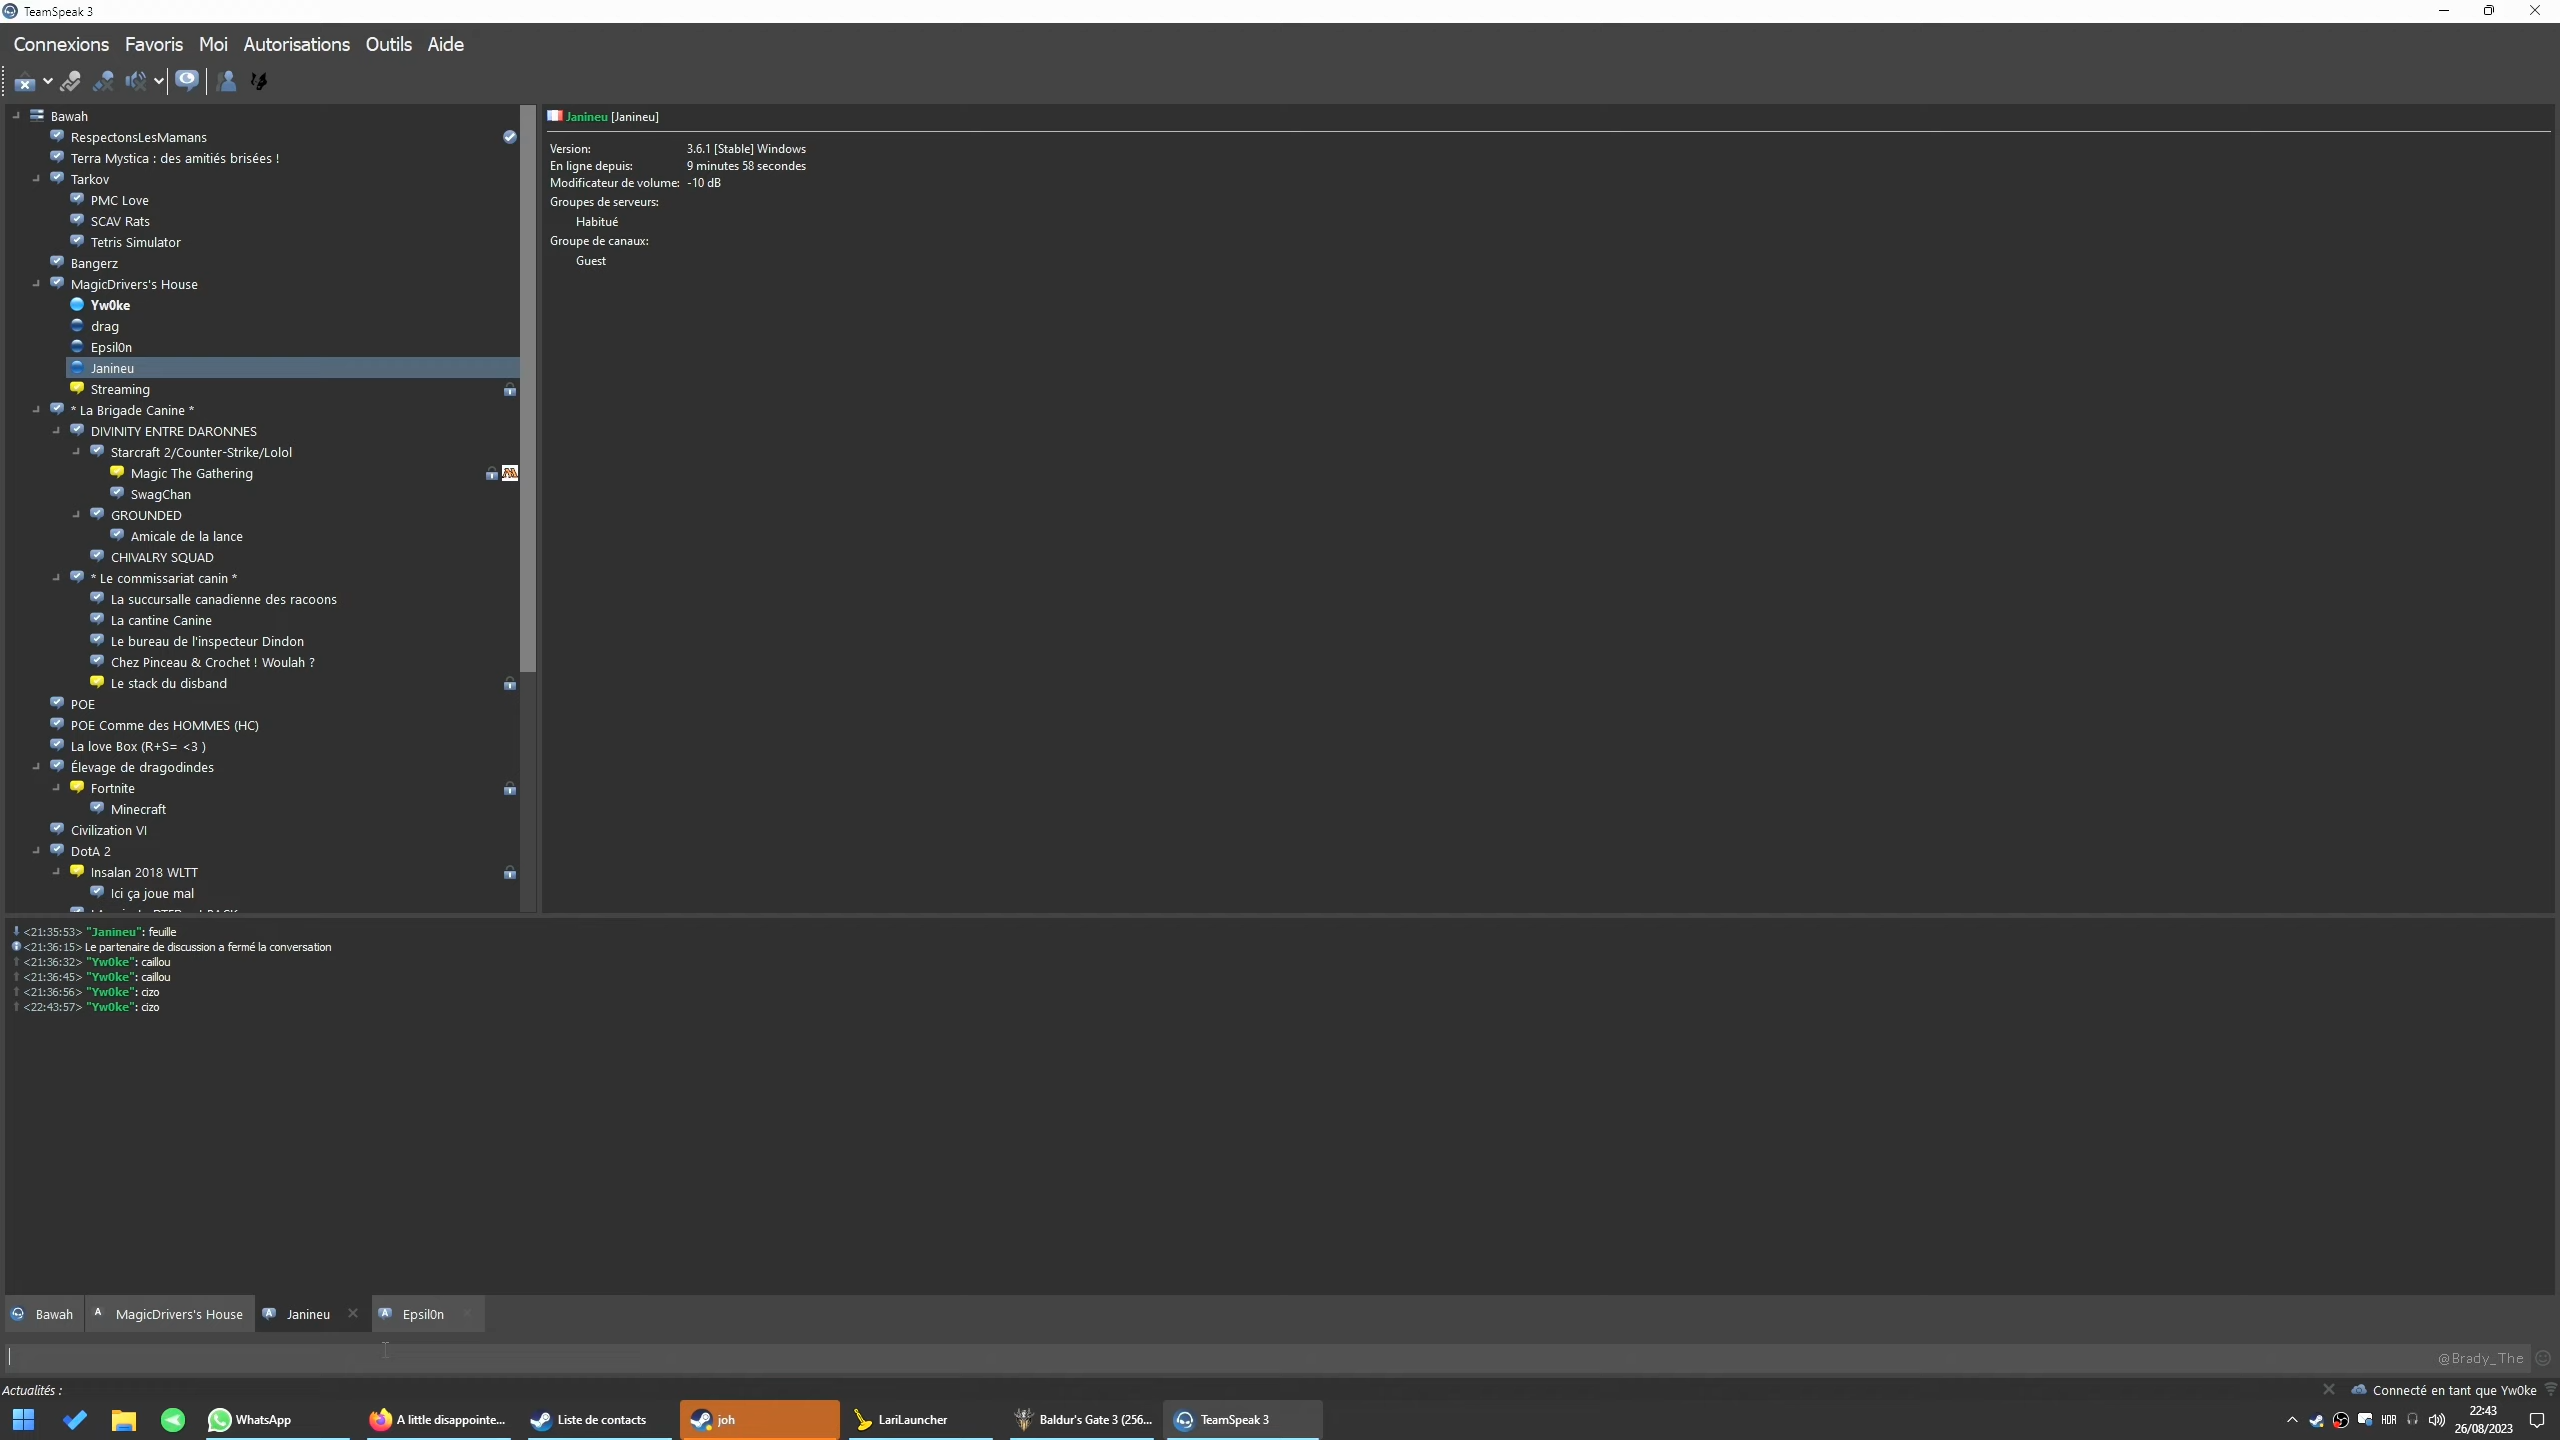 TeamSpeak 3
Connexions Favoris Moi Autorisations Outils Aide
Bawah
RespectonsLesMamans
Terra Mystica : des amitiés brisées !
Tarkov
PMC Love
SCAV Rats
Tetris Simulator
Bangerz
MagicDrivers's House
Yw0ke
drag
Epsil0n
Janineu
Streaming
* La Brigade Canine *
DIVINITY ENTRE DARONNES
Starcraft 2/Counter-Strike/Lolol
Magic The Gathering
SwagChan
GROUNDED
Amicale de la lance
CHIVALRY SQUAD
* Le commissariat canin *
La succursalle canadienne des racoons
La cantine Canine
Le bureau de l'inspecteur Dindon
Chez Pinceau & Crochet ! Woulah ?
Le stack du disband
POE
POE Comme des HOMMES (HC)
La love Box (R+S= <3 )
Élevage de dragodindes
Fortnite
Minecraft
Civilization VI
DotA 2
Insalan 2018 WLTT
Ici ça joue mal
Janineu [Janineu]
Version: 3.6.1 [Stable] Windows
En ligne depuis: 9 minutes 58 secondes
Modificateur de volume: -10 dB
Groupes de serveurs:
Habitué
Groupe de canaux:
Guest
<21:35:53> "Janineu": feuille
<21:36:15> Le partenaire de discussion a fermé la conversation
<21:36:32> "Yw0ke": caillou
<21:36:45> "Yw0ke": caillou
<21:36:56> "Yw0ke": cizo
<22:43:57> "Yw0ke": cizo
Bawah MagicDrivers's House Janineu Epsil0n
@Brady_The
Actualités :
Connecté en tant que Yw0ke
WhatsApp A little disappointe... Liste de contacts joh LariLauncher Baldur's Gate 3 (256... TeamSpeak 3
HDR
22:43
26/08/2023